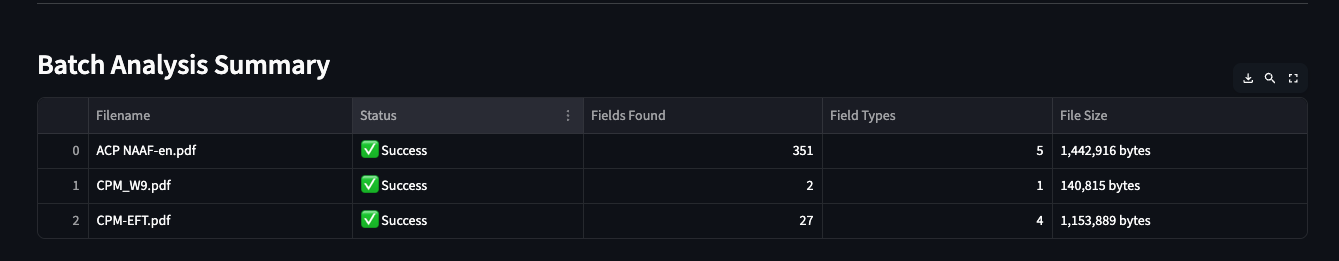 Batch Analysis Summary
Filename Status Fields Found Field Types File Size
0 ACP NAAF-en.pdf ✅ Success 351 5 1,442,916 bytes
1 CPM_W9.pdf ✅ Success 2 1 140,815 bytes
2 CPM-EFT.pdf ✅ Success 27 4 1,153,889 bytes